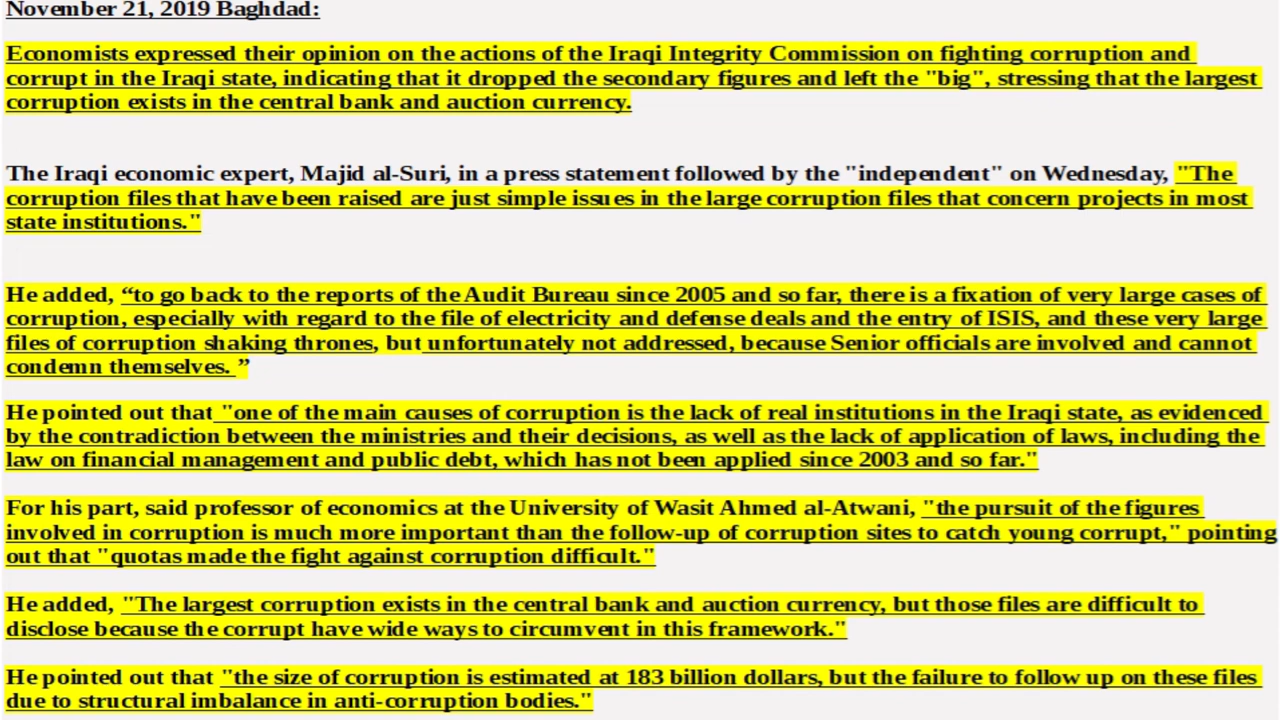 November 21, 2019 Baghdad:
Economists expressed their opinion on the actions of the Iraqi Integrity Commission on fighting corruption and
corrupt in the Iraqi state, indicating that it dropped the secondary figures and left the "big", stressing that the largest
corruption exists in the central bank and auction currency.
The Iraqi economic expert, Majid al-Suri, in a press statement followed by the "independent" on Wednesday, "The
corruption files that have been raised are just simple issues in the large corruption files that concern projects in most
state institutions."
He added, “to go back to the reports of the Audit Bureau since 2005 and so far, there is a fixation of very large cases of
corruption, especially with regard to the file of electricity and defense deals and the entry of ISIS, and these very large
files of corruption shaking thrones, but unfortunately not addressed, because Senior officials are involved and cannot
condemn themselves. ”
He pointed out that "one of the main causes of corruption is the lack of real institutions in the Iraqi state, as evidenced
by the contradiction between the ministries and their decisions, as well as the lack of application of laws, including the
law on financial management and public debt, which has not been applied since 2003 and so far."
For his part, said professor of economics at the University of Wasit Ahmed al-Atwani, "the pursuit of the figures
involved in corruption is much more important than the follow-up of corruption sites to catch young corrupt," pointing
out that "quotas made the fight against corruption difficult."
He added, "The largest corruption exists in the central bank and auction currency, but those files are difficult to
disclose because the corrupt have wide ways to circumvent in this framework."
He pointed out that "the size of corruption is estimated at 183 billion dollars, but the failure to follow up on these files
due to structural imbalance in anti-corruption bodies."